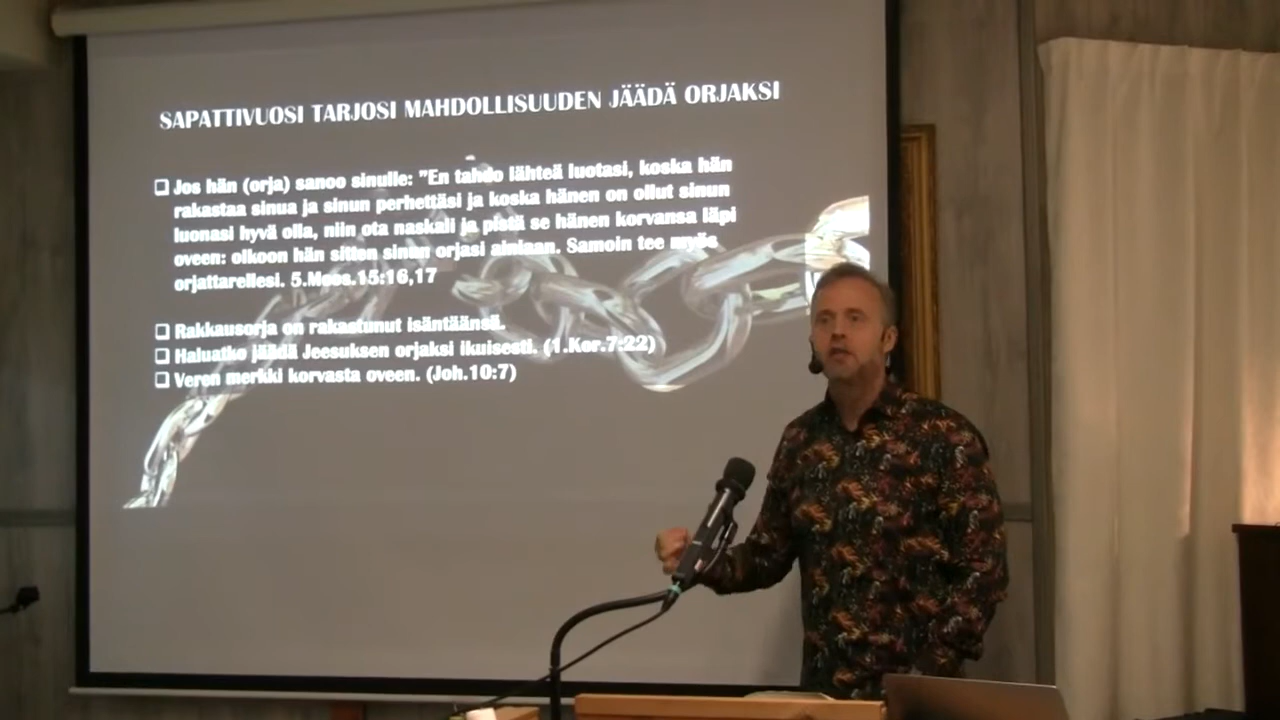 SAPATTIVUOSI TARJOSI MAHDOLLISUUDEN JÄÄDÄ ORJAKSI
Jos hän (orja) sanoo sinulle: "En tahdo lähteä luotasi, koska hän
rakastaa sinua ja sinun perhettäsi ja koska hänen on ollut sinun
luonasi hyvä olla, niin ota naskali ja pistä se hänen korvansa läpi
oveen: olkoon hän sitten sinun orjasi ainiaan. Samoin tee myös
orjattarellesi. 5.Moos.15:16,17
Rakkausorja on rakastunut isäntäänsä.
Haluatko jäädä Jeesuksen orjaksi ikuisesti. (1.Kor.7:22)
Veren merkki korvasta oveen. (Joh.10:7)